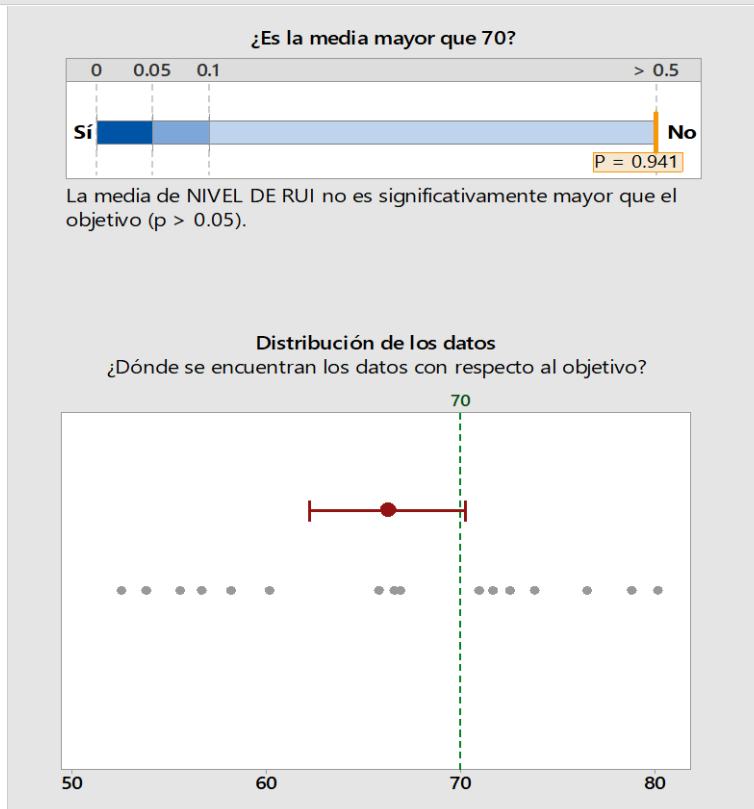 ¿Es la media mayor que 70?
0 0.05 0.1 > 0.5
Sí No
P = 0.941
La media de NIVEL DE RUI no es significativamente mayor que el
objetivo (p > 0.05).
Distribución de los datos
¿Dónde se encuentran los datos con respecto al objetivo?
70
50 60 70 80